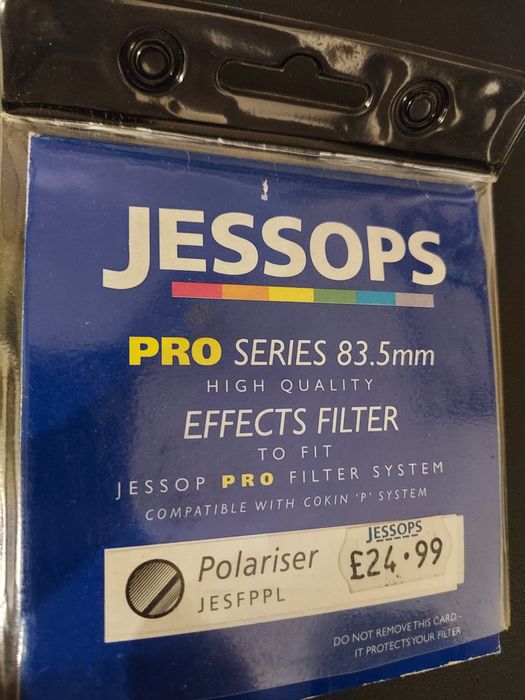 JESSOPS
PRO SERIES 83.5mm
HIGH QUALITY
EFFECTS FILTER
TO FIT
JESSOP PRO FILTER SYSTEM
COMPATIBLE WITH COKIN 'P' SYSTEM
Polariser
JESFPPL
JESSOPS
£24.99
DO NOT REMOVE THIS CARD -
IT PROTECTS YOUR FILTER